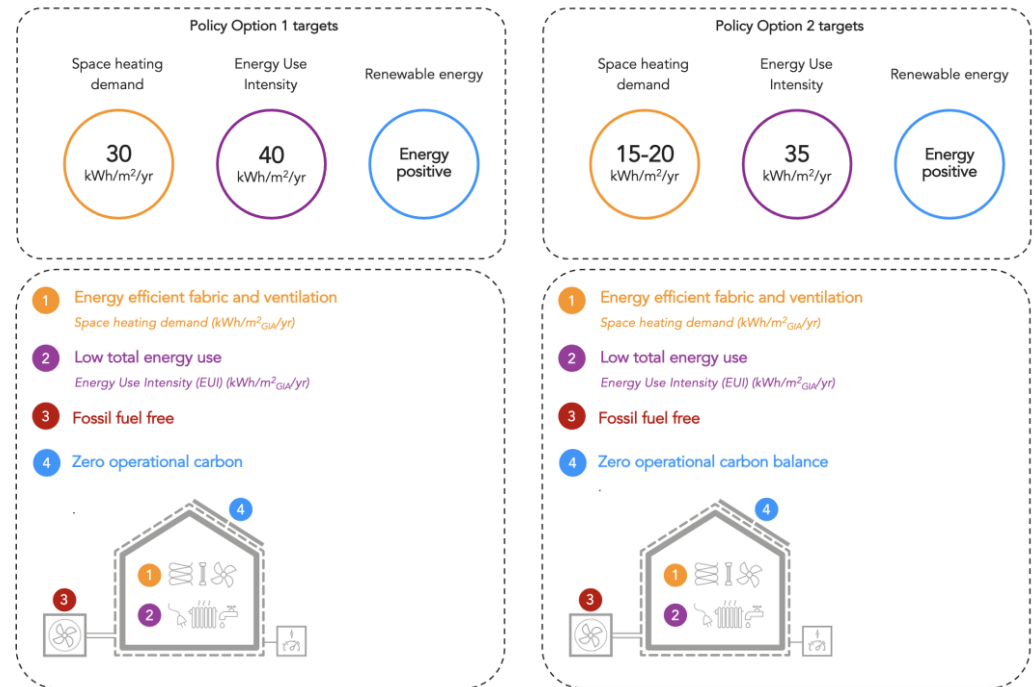 Policy Option 1 targets
Space heating
demand
Energy Use
Intensity
Renewable energy
30
kWh/m²/yr
40
kWh/m²/yr
Energy
positive
1 Energy efficient fabric and ventilation
Space heating demand (kWh/m²GIA/yr)
2 Low total energy use
Energy Use Intensity (EUI) (kWh/m²GIA/yr)
3 Fossil fuel free
4 Zero operational carbon
4
1
3
2
Policy Option 2 targets
Space heating
demand
Energy Use
Intensity
Renewable energy
15-20
kWh/m²/yr
35
kWh/m²/yr
Energy
positive
1 Energy efficient fabric and ventilation
Space heating demand (kWh/m²GIA/yr)
2 Low total energy use
Energy Use Intensity (EUI) (kWh/m²GIA/yr)
3 Fossil fuel free
4 Zero operational carbon balance
4
1
3
2